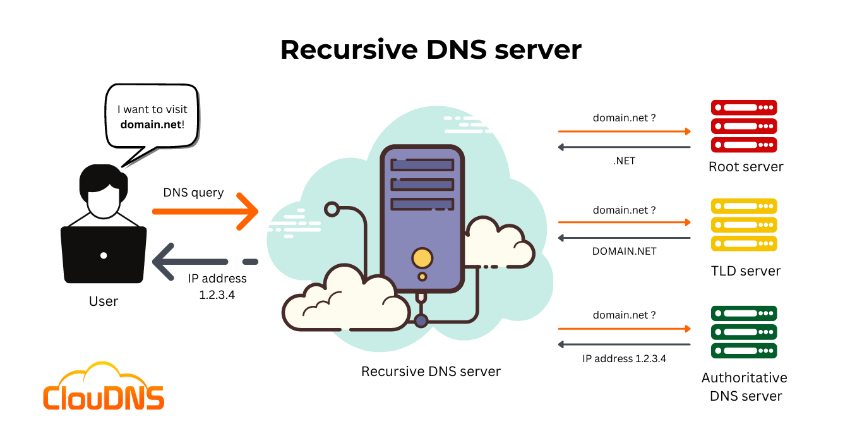 Recursive DNS server
I want to visit
domain.net!
DNS query
IP address
1.2.3.4
User
Recursive DNS server
domain.net ?
.NET
Root server
domain.net ?
DOMAIN.NET
TLD server
domain.net ?
IP address 1.2.3.4
Authoritative
DNS server
ClouDNS